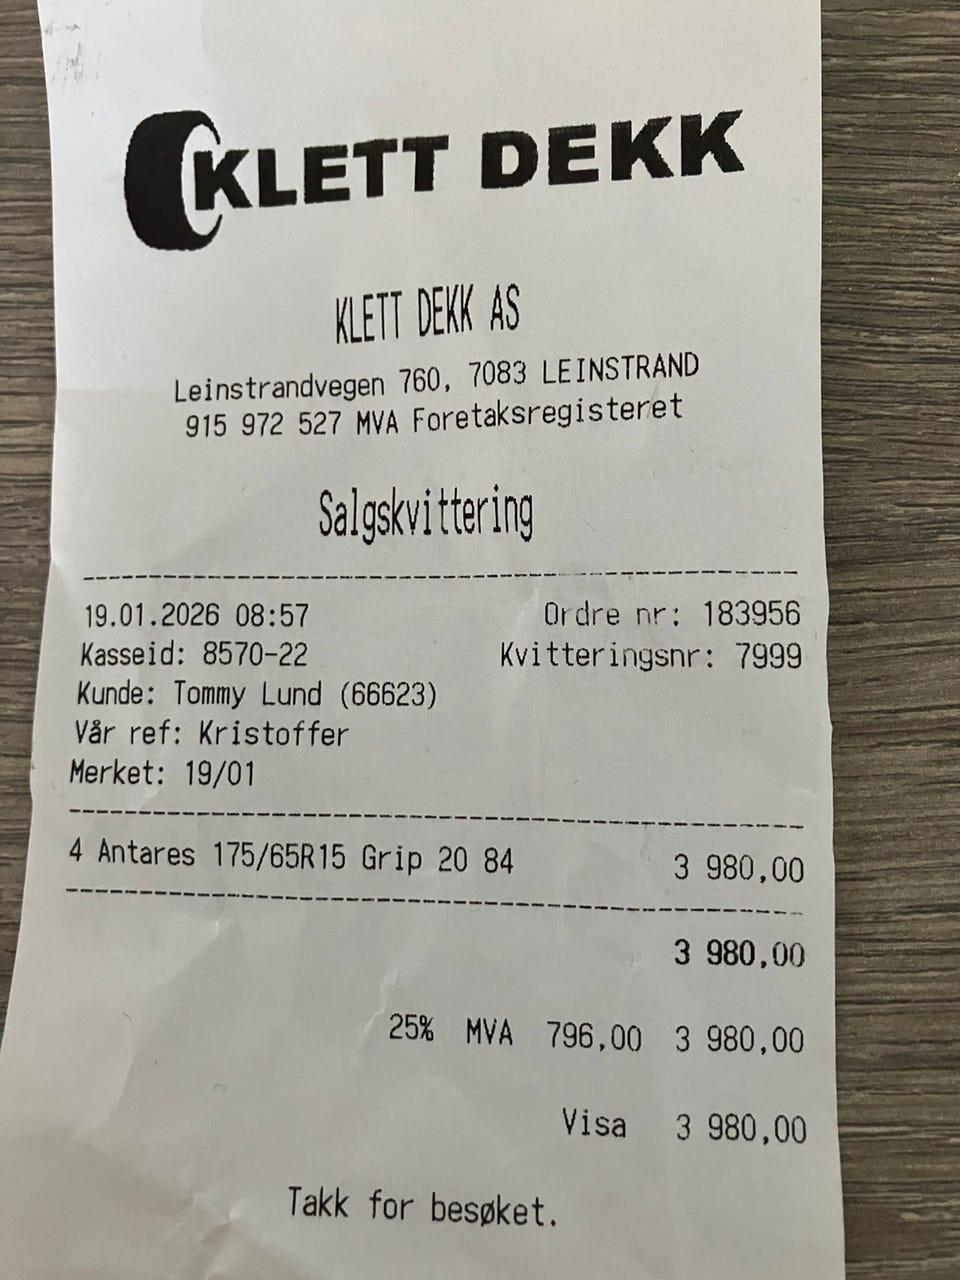 KLETT DEKK
KLETT DEKK AS
Leinstrandvegen 760, 7083 LEINSTRAND
915 972 527 MVA Foretaksregisteret
Salgskvittering
19.01.2026 08:57 Ordre nr: 183956
Kasseid: 8570-22 Kvitteringsnr: 7999
Kunde: Tommy Lund (66623)
Vår ref: Kristoffer
Merket: 19/01
4 Antares 175/65R15 Grip 20 84 3 980,00
3 980,00
25% MVA 796,00 3 980,00
Visa 3 980,00
Takk for besøket.